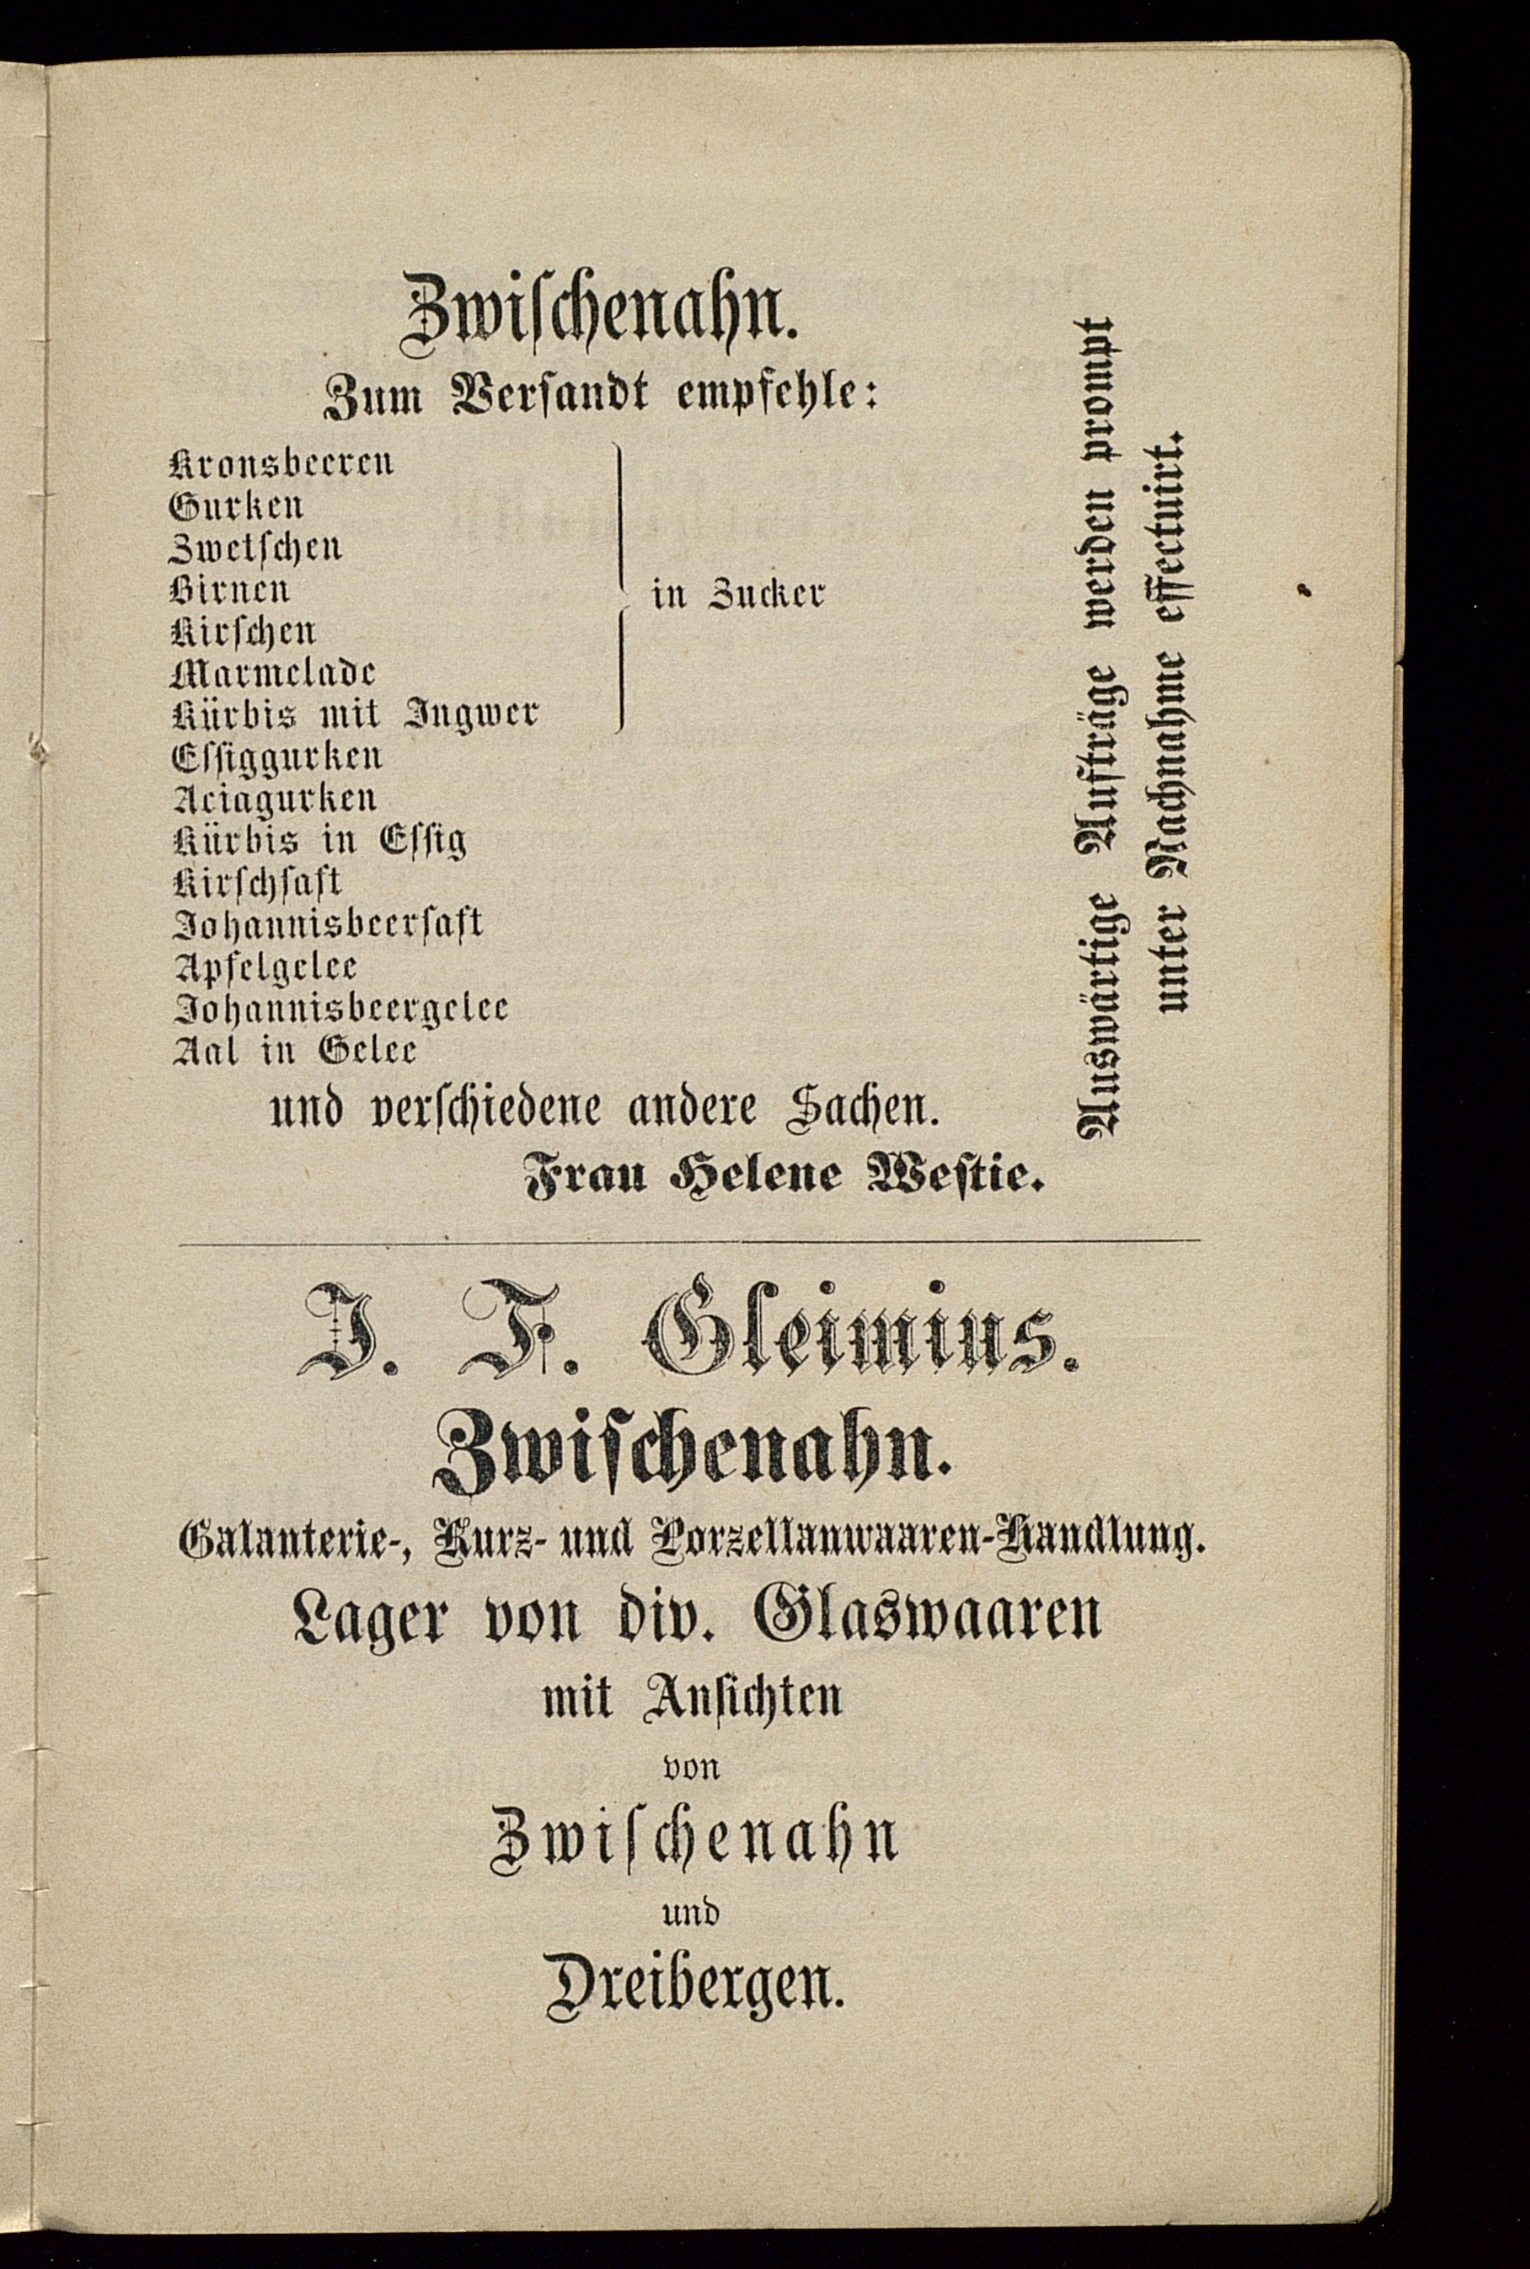 Zwiſchenahn.
Zum Verſandt empfehle:
Kronsbeeren
Gurken
Zwetſchen
Birnen
in Zucker
Kirſchen
Marmelade
Kürbis mit Ingwer
Eſſiggurken
Aciagurken
Kürbis in Eſſig
Kirſchſaft
Johannisbeerſaft
Apfelgelee
Johannisbeergelee
Aal in Gelee
und verſchiedene andere Sachen.
Frau Helene Weſtie.
Auswärtige Aufträge werden prompt
unter Nachnahme effectuirt.
J. F. Gleimius.
Zwiſchenahn.
Galanterie-, Kurz- und Porzellanwaaren-Handlung.
Lager von div. Glaswaaren
mit Anſichten
von
Zwiſchenahn
und
Dreibergen.